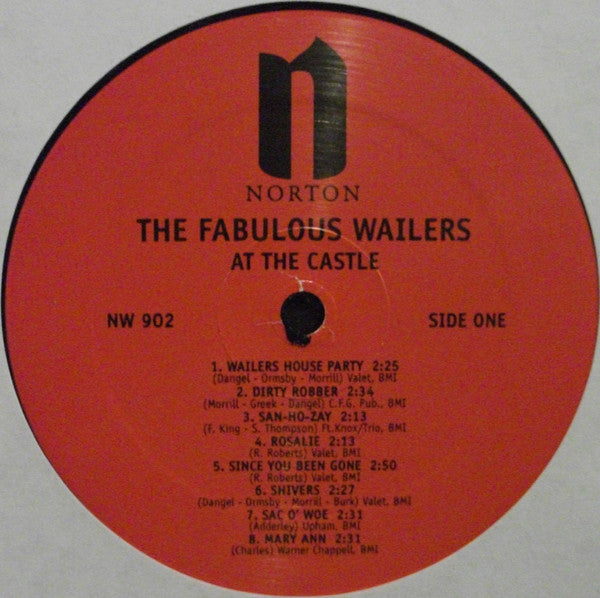 n
NORTON
THE FABULOUS WAILERS
AT THE CASTLE
NW 902
SIDE ONE
1. WAILERS HOUSE PARTY 2:25
(Dangel - Ormsby - Morrill) Valet, BMI
2. DIRTY ROBBER 2:34
(Morrill - Greek - Dangel) C.F.G. Pub., BMI
3. SAN-HO-ZAY 2:13
(F. King - S. Thompson) Ft.Knox/Trio, BMI
4. ROSALIE 2:13
(R. Roberts) Valet, BMI
5. SINCE YOU BEEN GONE 2:50
(R. Roberts) Valet, BMI
6. SHIVERS 2:27
(Dangel - Ormsby - Morrill - Burk) Valet, BMI
7. SAC O' WOE 2:31
(Adderley) Upham, BMI
8. MARY ANN 2:31
(Charles) Warner Chappell, BMI